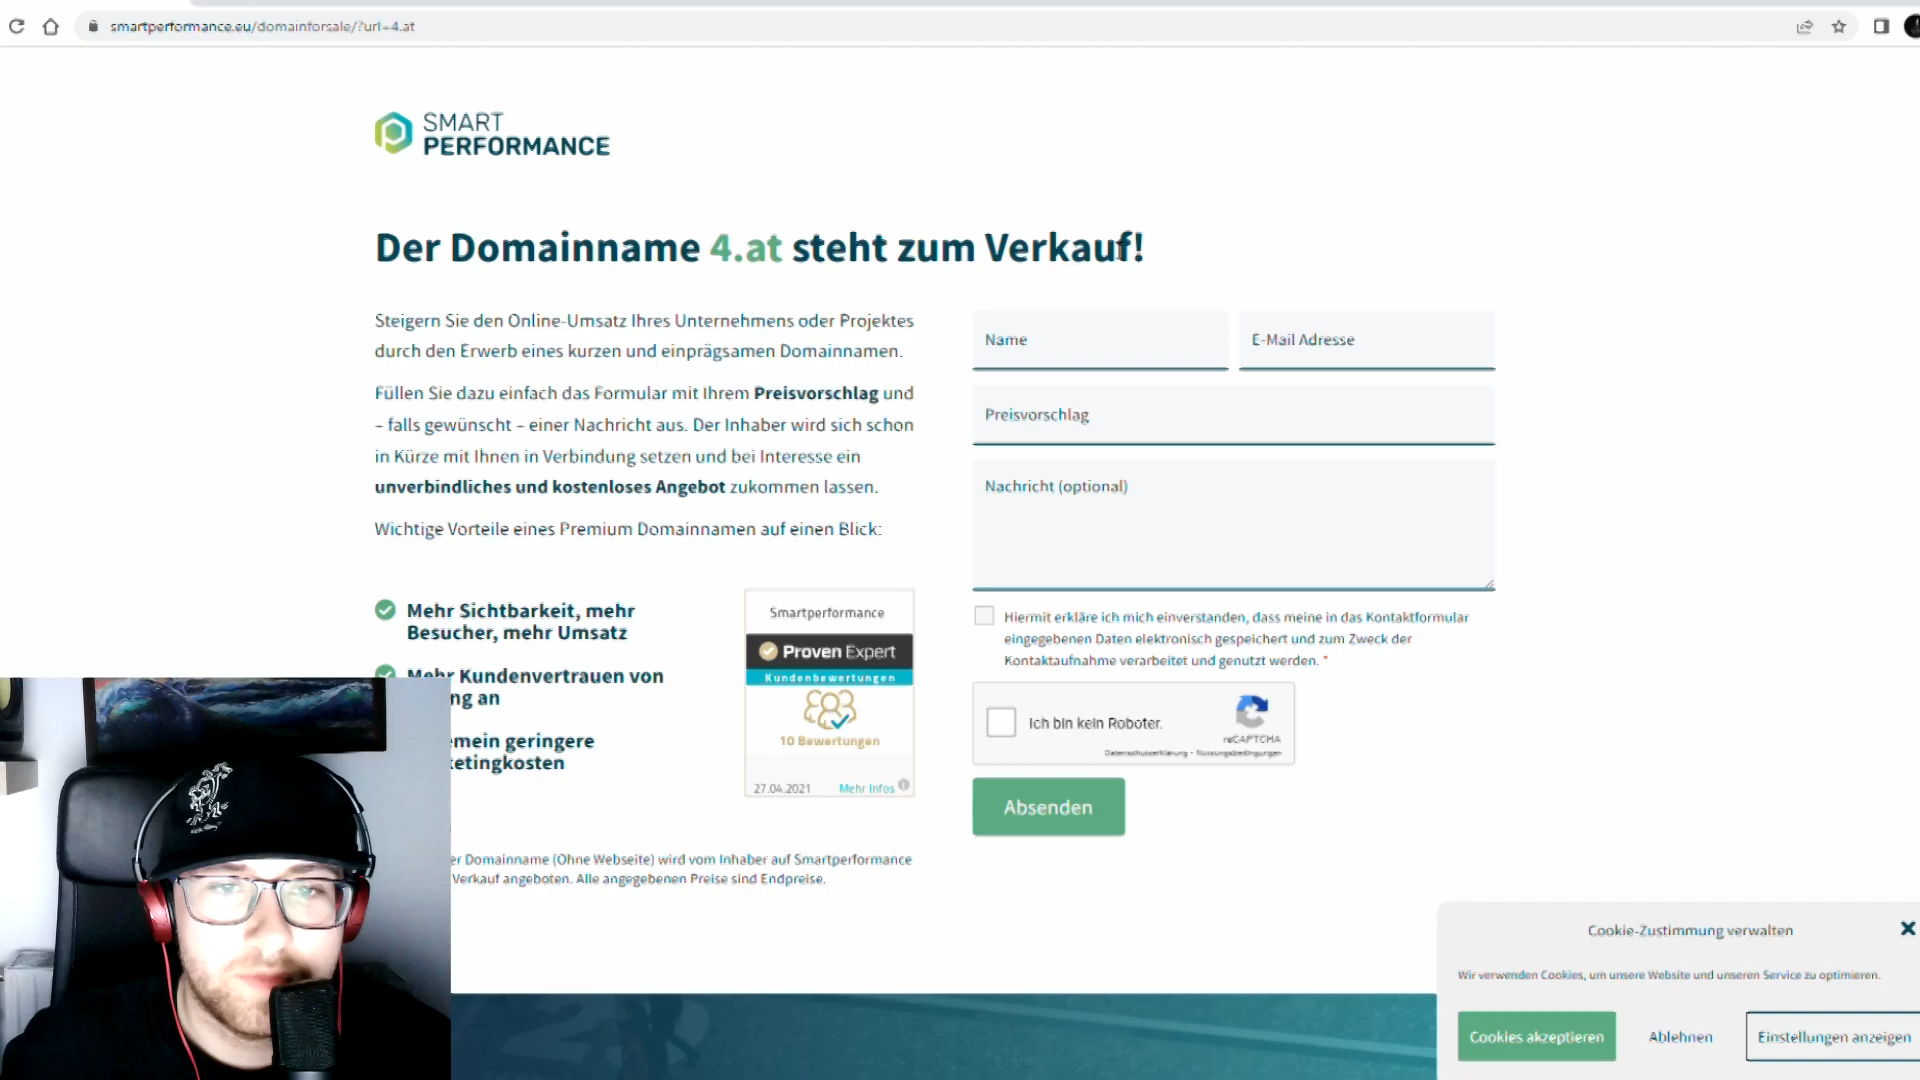 smartperformance.eu/domainforsale/?url=4.at
SMART
PERFORMANCE
Der Domainname 4.at steht zum Verkauf!
Steigern Sie den Online-Umsatz Ihres Unternehmens oder Projektes
durch den Erwerb eines kurzen und einprägsamen Domainnamen.
Füllen Sie dazu einfach das Formular mit Ihrem Preisvorschlag und
– falls gewünscht – einer Nachricht aus. Der Inhaber wird sich schon
in Kürze mit Ihnen in Verbindung setzen und bei Interesse ein
unverbindliches und kostenloses Angebot zukommen lassen.
Wichtige Vorteile eines Premium Domainnamen auf einen Blick:
Mehr Sichtbarkeit, mehr
Besucher, mehr Umsatz
Mehr Kundenvertrauen von
ng an
emein geringere
ketingkosten
Smartperformance
Proven Expert
Kundenbewertungen
10 Bewertungen
27.04.2021 Mehr Infos
er Domainname (Ohne Webseite) wird vom Inhaber auf Smartperformance
Verkauf angeboten. Alle angegebenen Preise sind Endpreise.
Name
E-Mail Adresse
Preisvorschlag
Nachricht (optional)
Hiermit erkläre ich mich einverstanden, dass meine in das Kontaktformular
eingegebenen Daten elektronisch gespeichert und zum Zweck der
Kontaktaufnahme verarbeitet und genutzt werden. *
Ich bin kein Roboter.
reCAPTCHA
Datenschutzerklärung - Nutzungsbedingungen
Absenden
Cookie-Zustimmung verwalten
Wir verwenden Cookies, um unsere Website und unseren Service zu optimieren.
Cookies akzeptieren
Ablehnen
Einstellungen anzeigen